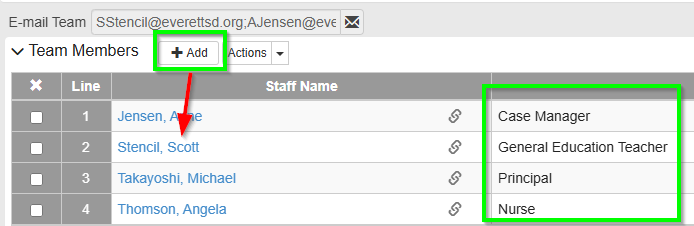 E-mail Team SStencil@everettsd.org;AJensen@eve
Team Members + Add Actions
Line Staff Name
1 Jensen, Case Manager
2 Stencil, Scott General Education Teacher
3 Takayoshi, Michael Principal
4 Thomson, Angela Nurse